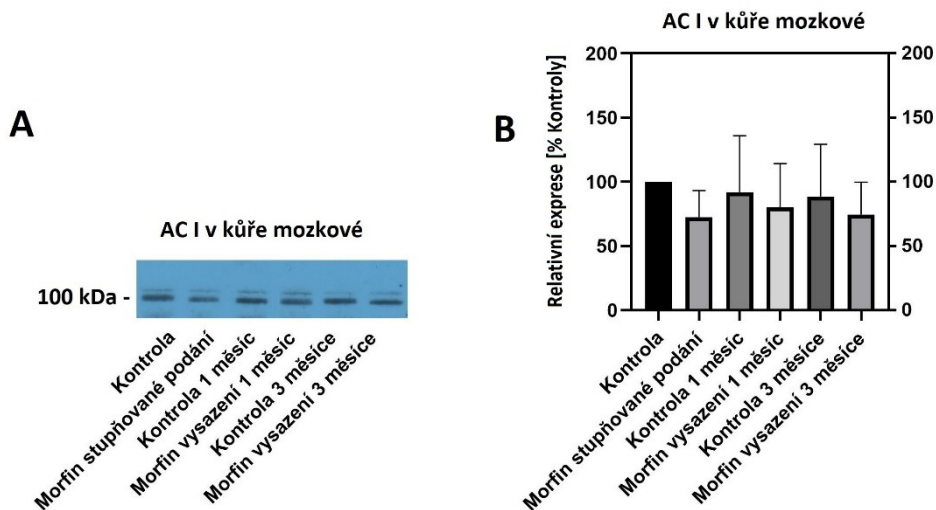 A
AC I v kůře mozkové
100 kDa -
Kontrola
Morfin stupňované podání
Kontrola 1 měsíc
Morfin vysazení 1 měsíc
Kontrola 3 měsíce
Morfin vysazení 3 měsíce
B
AC I v kůře mozkové
Relativní exprese [% Kontroly]
200
150
100
50
0
200
150
100
50
0
Kontrola
Morfin stupňované podání
Kontrola 1 měsíc
Morfin vysazení 1 měsíc
Kontrola 3 měsíce
Morfin vysazení 3 měsíce